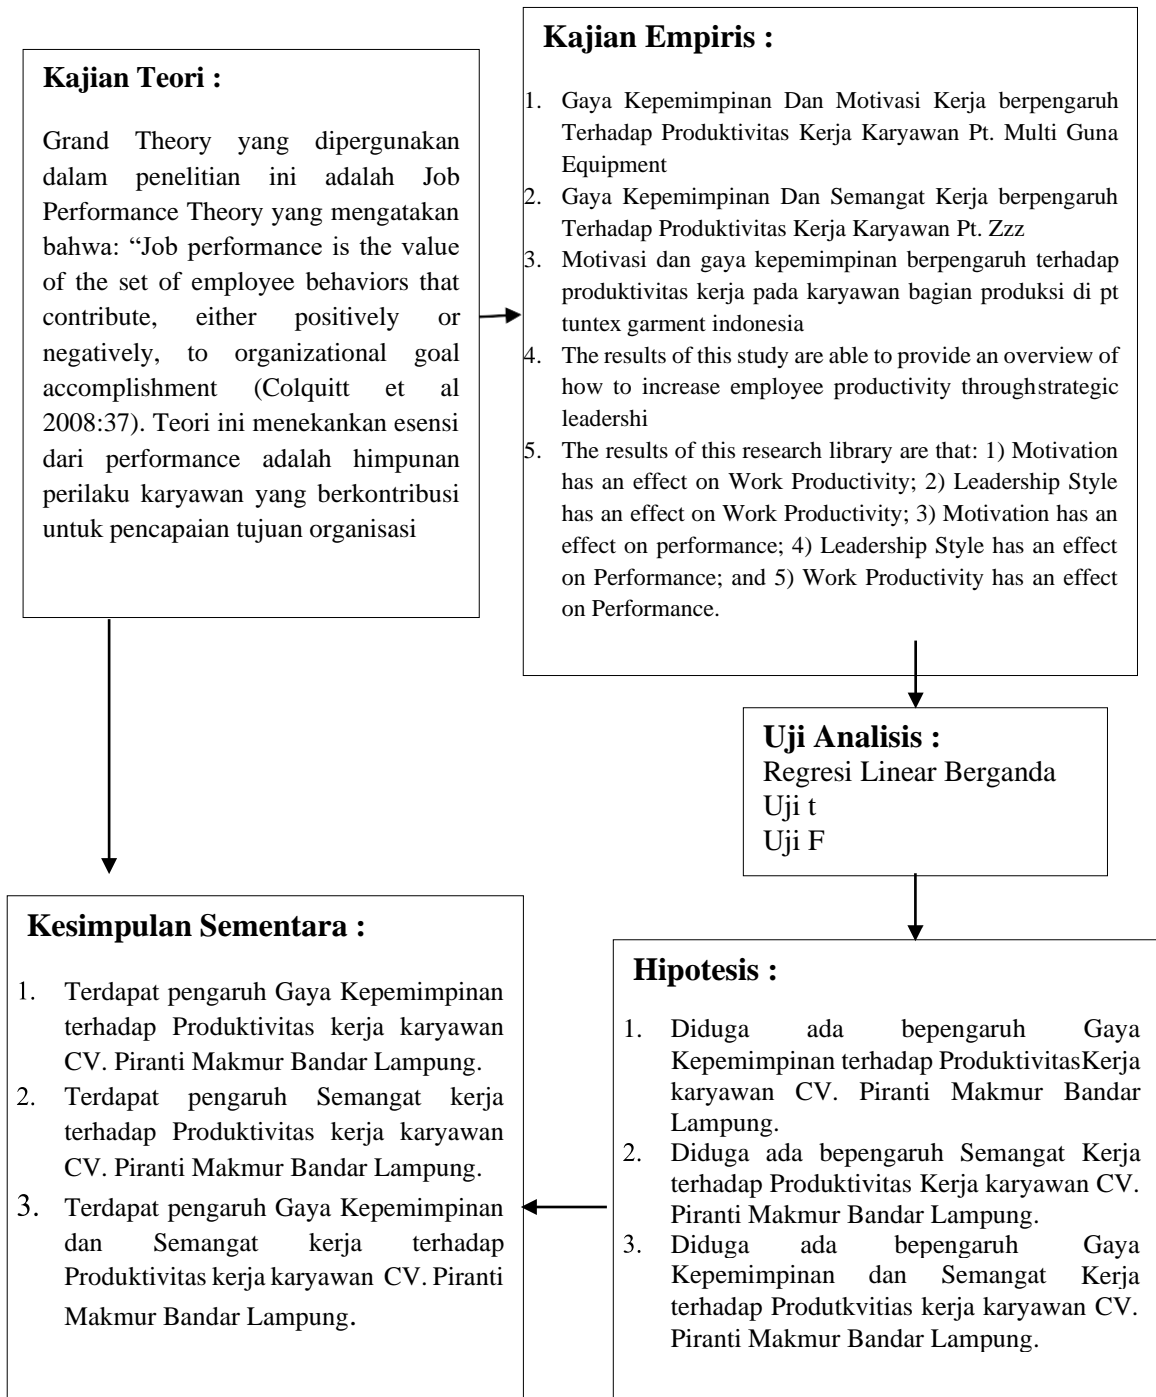 Kajian Teori :
Grand Theory yang dipergunakan
dalam penelitian ini adalah Job
Performance Theory yang mengatakan
bahwa: “Job performance is the value
of the set of employee behaviors that
contribute, either positively or
negatively, to organizational goal
accomplishment (Colquitt et al
2008:37). Teori ini menekankan esensi
dari performance adalah himpunan
perilaku karyawan yang berkontribusi
untuk pencapaian tujuan organisasi
Kajian Empiris :
1. Gaya Kepemimpinan Dan Motivasi Kerja berpengaruh
Terhadap Produktivitas Kerja Karyawan Pt. Multi Guna
Equipment
2. Gaya Kepemimpinan Dan Semangat Kerja berpengaruh
Terhadap Produktivitas Kerja Karyawan Pt. Zzz
3. Motivasi dan gaya kepemimpinan berpengaruh terhadap
produktivitas kerja pada karyawan bagian produksi di pt
tuntex garment indonesia
4. The results of this study are able to provide an overview of
how to increase employee productivity throughstrategic
leadershi
5. The results of this research library are that: 1) Motivation
has an effect on Work Productivity; 2) Leadership Style
has an effect on Work Productivity; 3) Motivation has an
effect on performance; 4) Leadership Style has an effect
on Performance; and 5) Work Productivity has an effect
on Performance.
Uji Analisis :
Regresi Linear Berganda
Uji t
Uji F
Hipotesis :
1. Diduga ada bepengaruh Gaya
Kepemimpinan terhadap ProduktivitasKerja
karyawan CV. Piranti Makmur Bandar
Lampung.
2. Diduga ada bepengaruh Semangat Kerja
terhadap Produktivitas Kerja karyawan CV.
Piranti Makmur Bandar Lampung.
3. Diduga ada bepengaruh Gaya
Kepemimpinan dan Semangat Kerja
terhadap Produtkvitias kerja karyawan CV.
Piranti Makmur Bandar Lampung.
Kesimpulan Sementara :
1. Terdapat pengaruh Gaya Kepemimpinan
terhadap Produktivitas kerja karyawan
CV. Piranti Makmur Bandar Lampung.
2. Terdapat pengaruh Semangat kerja
terhadap Produktivitas kerja karyawan
CV. Piranti Makmur Bandar Lampung.
3. Terdapat pengaruh Gaya Kepemimpinan
dan Semangat kerja terhadap
Produktivitas kerja karyawan CV. Piranti
Makmur Bandar Lampung.